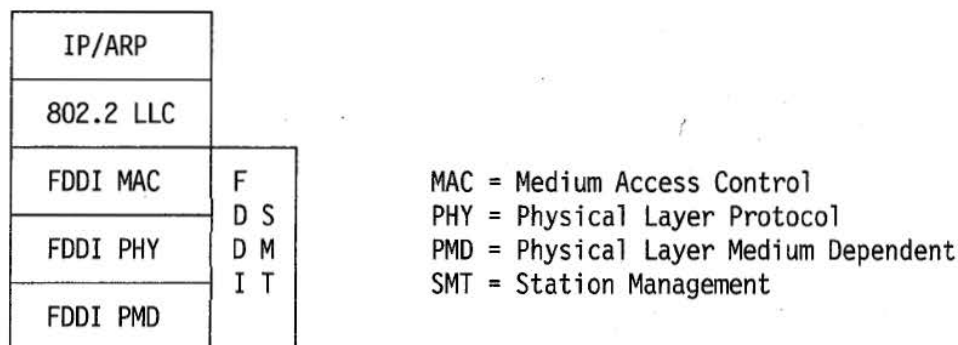 IP/ARP
802.2 LLC
FDDI MAC
FDDI PHY
FDDI PMD
F
D S
D M
I T
MAC = Medium Access Control
PHY = Physical Layer Protocol
PMD = Physical Layer Medium Dependent
SMT = Station Management